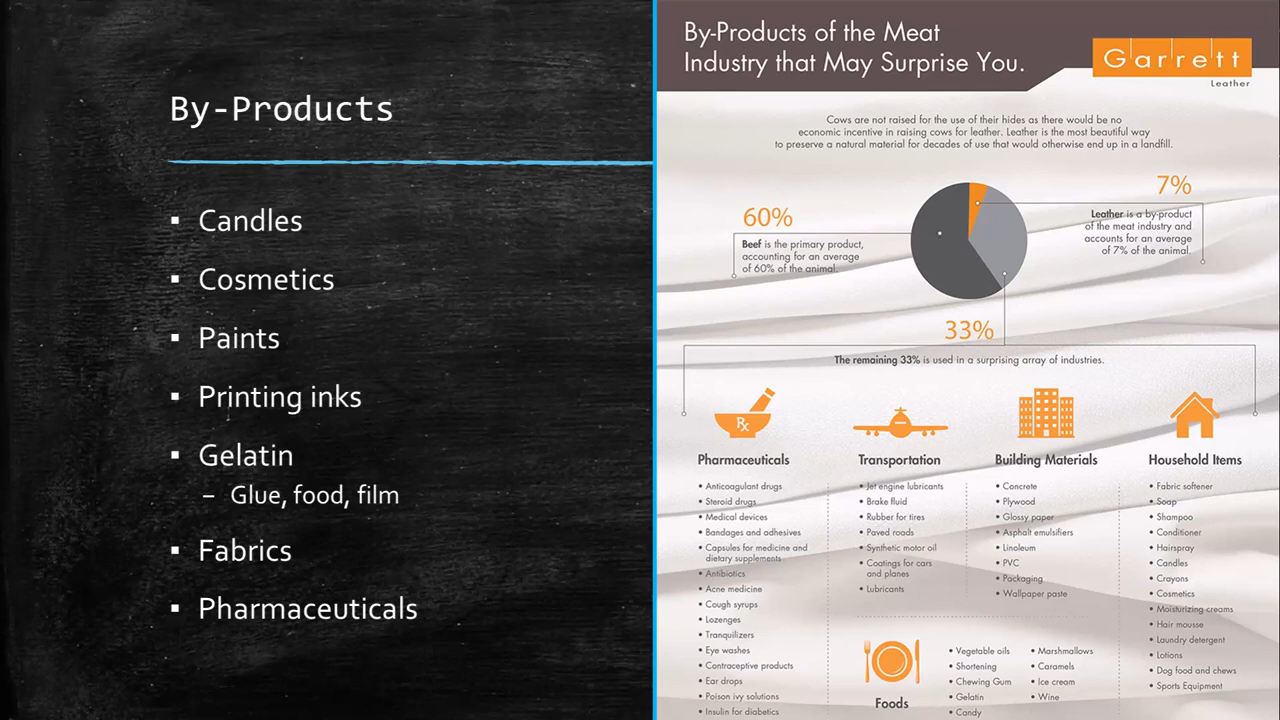 By-Products
▪ Candles
▪ Cosmetics
▪ Paints
▪ Printing inks
▪ Gelatin
– Glue, food, film
▪ Fabrics
▪ Pharmaceuticals
By-Products of the Meat
Industry that May Surprise You.
Garrett
Leather
Cows are not raised for the use of their hides as there would be no
economic incentive in raising cows for leather. Leather is the most beautiful way
to preserve a natural material for decades of use that would otherwise end up in a landfill.
60%
Beef is the primary product,
accounting for an average
of 60% of the animal.
7%
Leather is a by-product
of the meat industry and
accounts for an average
of 7% of the animal.
33%
The remaining 33% is used in a surprising array of industries.
Rx
Pharmaceuticals
• Anticoagulant drugs
• Steroid drugs
• Medical devices
• Bandages and adhesives
• Capsules for medicine and
dietary supplements
• Antibiotics
• Acne medicine
• Cough syrups
• Lozenges
• Tranquilizers
• Eye washes
• Contraceptive products
• Ear drops
• Poison ivy solutions
• Insulin for diabetics
Transportation
• Jet engine lubricants
• Brake fluid
• Rubber for tires
• Paved roads
• Synthetic motor oil
• Coatings for cars
and planes
• Lubricants
Building Materials
• Concrete
• Plywood
• Glossy paper
• Asphalt emulsifiers
• Linoleum
• PVC
• Packaging
• Wallpaper paste
Household Items
• Fabric softener
• Soap
• Shampoo
• Conditioner
• Hairspray
• Candles
• Crayons
• Cosmetics
• Moisturizing creams
• Hair mousse
• Laundry detergent
• Lotions
• Dog food and chews
• Sports Equipment
Foods
• Vegetable oils
• Shortening
• Chewing Gum
• Gelatin
• Candy
• Marshmallows
• Caramels
• Ice cream
• Wine